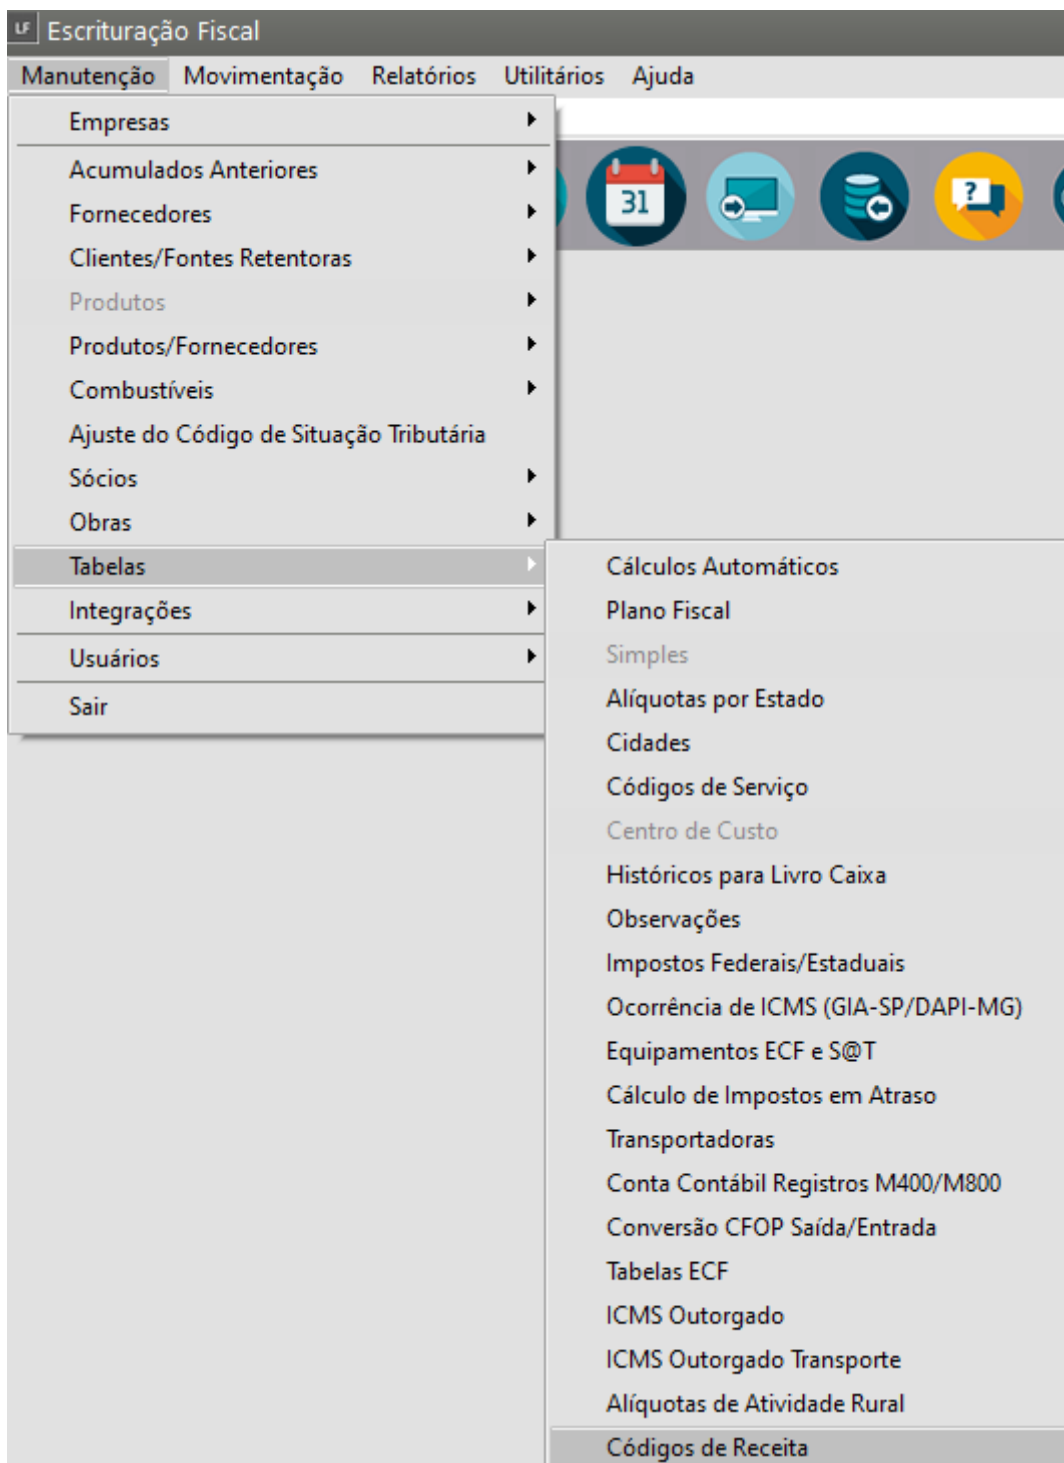 LF Escrituração Fiscal
Manutenção Movimentação Relatórios Utilitários Ajuda
Empresas
Acumulados Anteriores
Fornecedores
Clientes/Fontes Retentoras
Produtos
Produtos/Fornecedores
Combustíveis
Ajuste do Código de Situação Tributária
Sócios
Obras
Tabelas
Integrações
Usuários
Sair
31
?
Cálculos Automáticos
Plano Fiscal
Simples
Alíquotas por Estado
Cidades
Códigos de Serviço
Centro de Custo
Históricos para Livro Caixa
Observações
Impostos Federais/Estaduais
Ocorrência de ICMS (GIA-SP/DAPI-MG)
Equipamentos ECF e S@T
Cálculo de Impostos em Atraso
Transportadoras
Conta Contábil Registros M400/M800
Conversão CFOP Saída/Entrada
Tabelas ECF
ICMS Outorgado
ICMS Outorgado Transporte
Alíquotas de Atividade Rural
Códigos de Receita